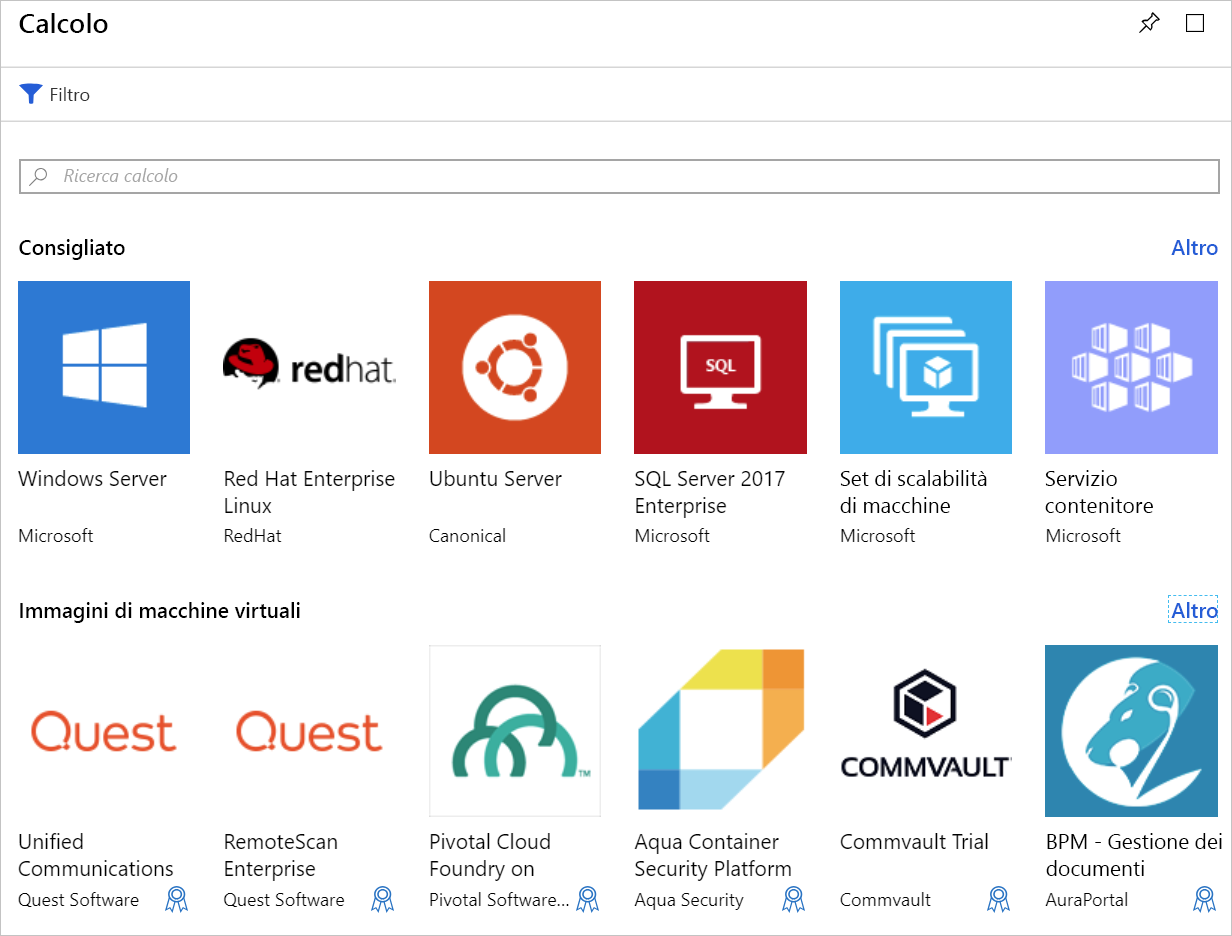 Calcolo
Filtro
Ricerca calcolo
Consigliato Altro
redhat.
SQL
Windows Server
Red Hat Enterprise
Linux
Ubuntu Server
SQL Server 2017
Enterprise
Set di scalabilità
di macchine
Servizio
contenitore
Microsoft
RedHat
Canonical
Microsoft
Microsoft
Microsoft
Immagini di macchine virtuali Altro
Quest
Quest
TM
COMMVAULT
Unified
Communications
RemoteScan
Enterprise
Pivotal Cloud
Foundry on
Aqua Container
Security Platform
Commvault Trial
BPM - Gestione dei
documenti
Quest Software
Quest Software
Pivotal Software...
Aqua Security
Commvault
AuraPortal